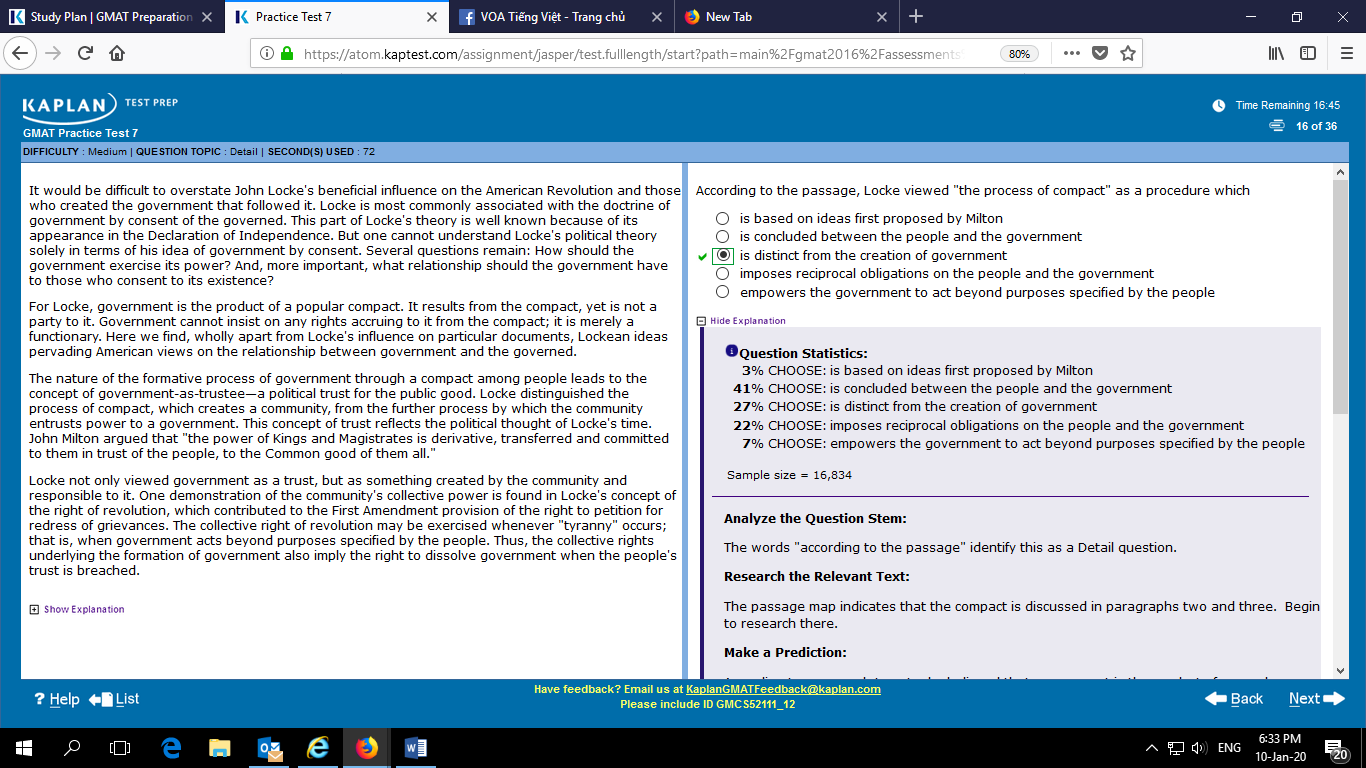 Study Plan | GMAT Preparation
Practice Test 7
VOA Tiếng Việt - Trang chủ
New Tab
https://atom.kaptest.com/assignment/jasper/test.fulllength/start?path=main%2Fgmat2016%2Fassessments
80%
KAPLAN TEST PREP
GMAT Practice Test 7
Time Remaining 16:45
16 of 36
DIFFICULTY : Medium | QUESTION TOPIC : Detail | SECOND(S) USED : 72
It would be difficult to overstate John Locke's beneficial influence on the American Revolution and those
who created the government that followed it. Locke is most commonly associated with the doctrine of
government by consent of the governed. This part of Locke's theory is well known because of its
appearance in the Declaration of Independence. But one cannot understand Locke's political theory
solely in terms of his idea of government by consent. Several questions remain: How should the
government exercise its power? And, more important, what relationship should the government have
to those who consent to its existence?
For Locke, government is the product of a popular compact. It results from the compact, yet is not a
party to it. Government cannot insist on any rights accruing to it from the compact; it is merely a
functionary. Here we find, wholly apart from Locke's influence on particular documents, Lockean ideas
pervading American views on the relationship between government and the governed.
The nature of the formative process of government through a compact among people leads to the
concept of government-as-trustee—a political trust for the public good. Locke distinguished the
process of compact, which creates a community, from the further process by which the community
entrusts power to a government. This concept of trust reflects the political thought of Locke's time.
John Milton argued that "the power of Kings and Magistrates is derivative, transferred and committed
to them in trust of the people, to the Common good of them all."
Locke not only viewed government as a trust, but as something created by the community and
responsible to it. One demonstration of the community's collective power is found in Locke's concept of
the right of revolution, which contributed to the First Amendment provision of the right to petition for
redress of grievances. The collective right of revolution may be exercised whenever "tyranny" occurs;
that is, when government acts beyond purposes specified by the people. Thus, the collective rights
underlying the formation of government also imply the right to dissolve government when the people's
trust is breached.
Show Explanation
According to the passage, Locke viewed "the process of compact" as a procedure which
is based on ideas first proposed by Milton
is concluded between the people and the government
is distinct from the creation of government
imposes reciprocal obligations on the people and the government
empowers the government to act beyond purposes specified by the people
Hide Explanation
Question Statistics:
3% CHOOSE: is based on ideas first proposed by Milton
41% CHOOSE: is concluded between the people and the government
27% CHOOSE: is distinct from the creation of government
22% CHOOSE: imposes reciprocal obligations on the people and the government
7% CHOOSE: empowers the government to act beyond purposes specified by the people
Sample size = 16,834
Analyze the Question Stem:
The words "according to the passage" identify this as a Detail question.
Research the Relevant Text:
The passage map indicates that the compact is discussed in paragraphs two and three. Begin
to research there.
Make a Prediction:
? Help
List
Have feedback? Email us at KaplanGMATFeedback@kaplan.com
Please include ID GMCS52111_12
Back
Next
ENG
6:33 PM
10-Jan-20
20